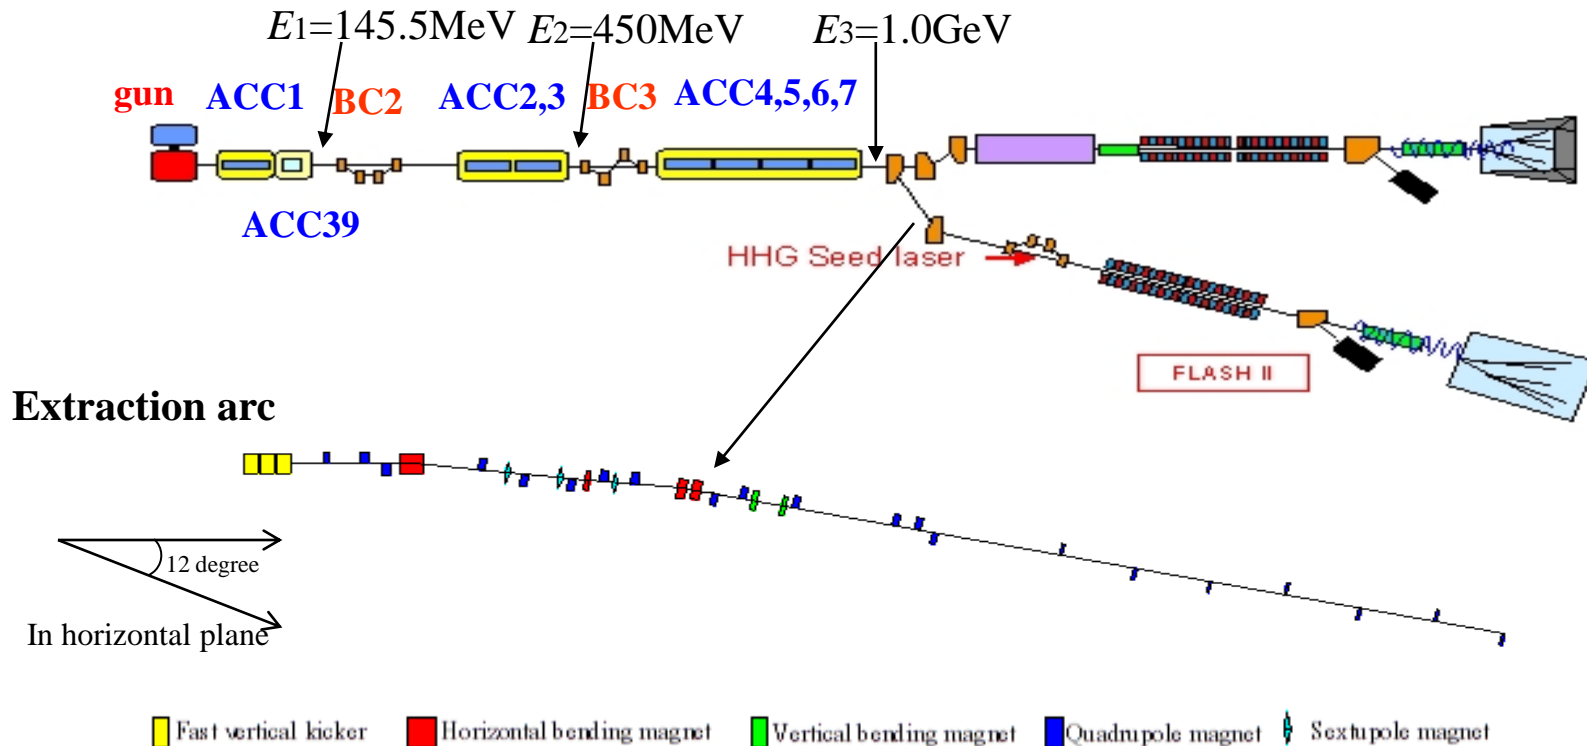 E1=145.5MeV E2=450MeV E3=1.0GeV
gun ACC1 BC2 ACC2,3 BC3 ACC4,5,6,7
ACC39
HHG Seed laser
FLASH II
Extraction arc
12 degree
In horizontal plane
Fast vertical kicker Horizontal bending magnet Vertical bending magnet Quadrupole magnet Sextupole magnet